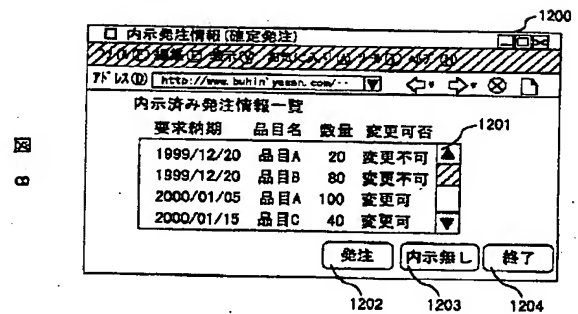 1200
内示発注情報(確定発注)
アドレス(D) http://www.buhin'yasan.com/‥
内示済み発注情報一覧
1201
要求納期 品目名 数量 変更可否
1999/12/20 品目A 20 変更不可
1999/12/20 品目B 80 変更不可
2000/01/05 品目A 100 変更可
2000/01/15 品目C 40 変更可
発注 内示無し 終了
1202 1203 1204
図
8